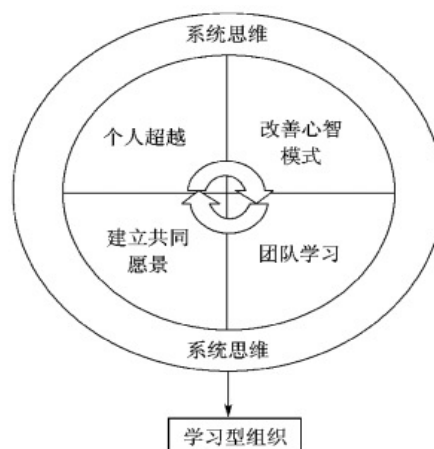 系统思维
个人超越
改善心智
模式
建立共同
愿景
团队学习
系统思维
学习型组织